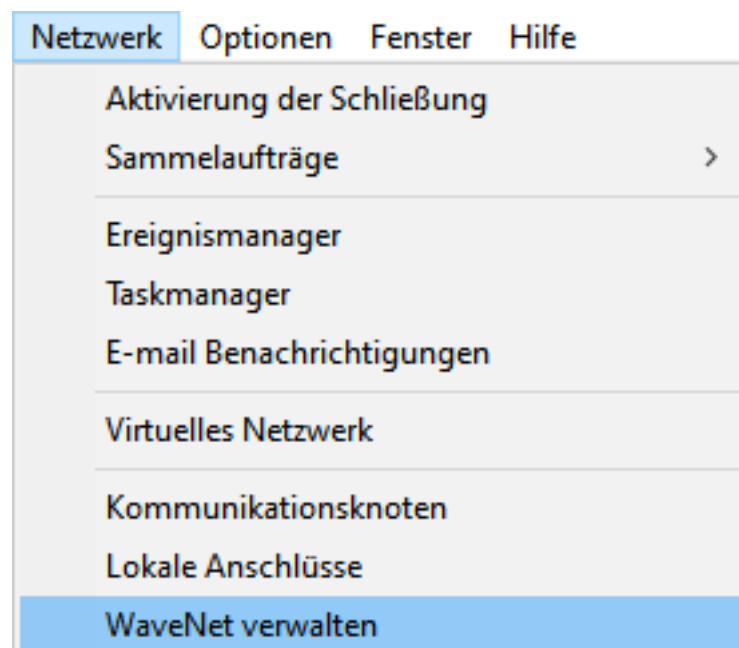 Netzwerk Optionen Fenster Hilfe
Aktivierung der Schließung
Sammelaufträge
Ereignismanager
Taskmanager
E-mail Benachrichtigungen
Virtuelles Netzwerk
Kommunikationsknoten
Lokale Anschlüsse
WaveNet verwalten